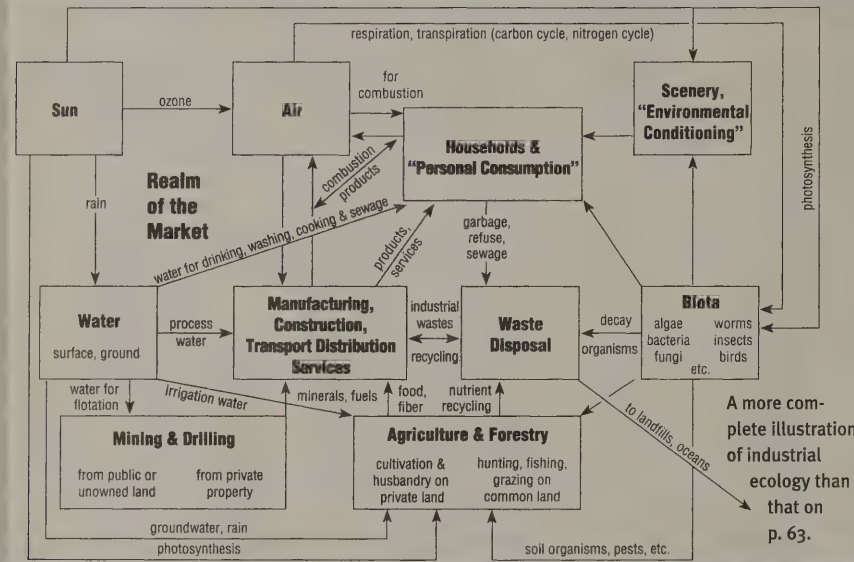 respiration, transpiration (carbon cycle, nitrogen cycle)
Sun
ozone
Air
for
combustion
Scenery,
"Environmental
Conditioning"
Households &
"Personal Consumption"
combustion
products
photosynthesis
rain
Realm
of the
Market
water for drinking, washing, cooking & sewage
products,
services
garbage,
refuse,
sewage
Water
surface, ground
process
water
Manufacturing,
Construction,
Transport Distribution
Services
industrial
wastes
recycling
Waste
Disposal
decay
organisms
Biota
algae worms
bacteria insects
fungi birds
etc.
water for
flotation
irrigation water
minerals, fuels
food,
fiber
nutrient
recycling
to landfills, oceans
Mining & Drilling
from public or from private
unowned land property
Agriculture & Forestry
cultivation & hunting, fishing,
husbandry on grazing on
private land common land
groundwater, rain
photosynthesis
soil organisms, pests, etc.
A more com-
plete illustration
of industrial
ecology than
that on
p. 63.